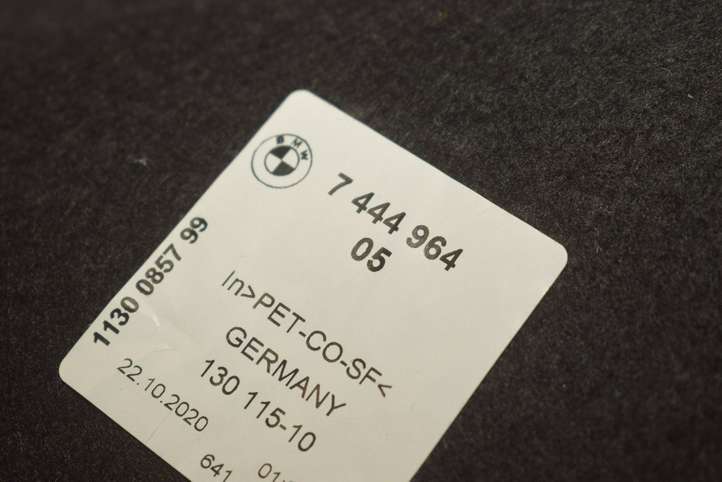 BMW
7 444 964
05
1130 0857 99
In>PET-CO-SF<
GERMANY
130 115-10
22.10.2020
641